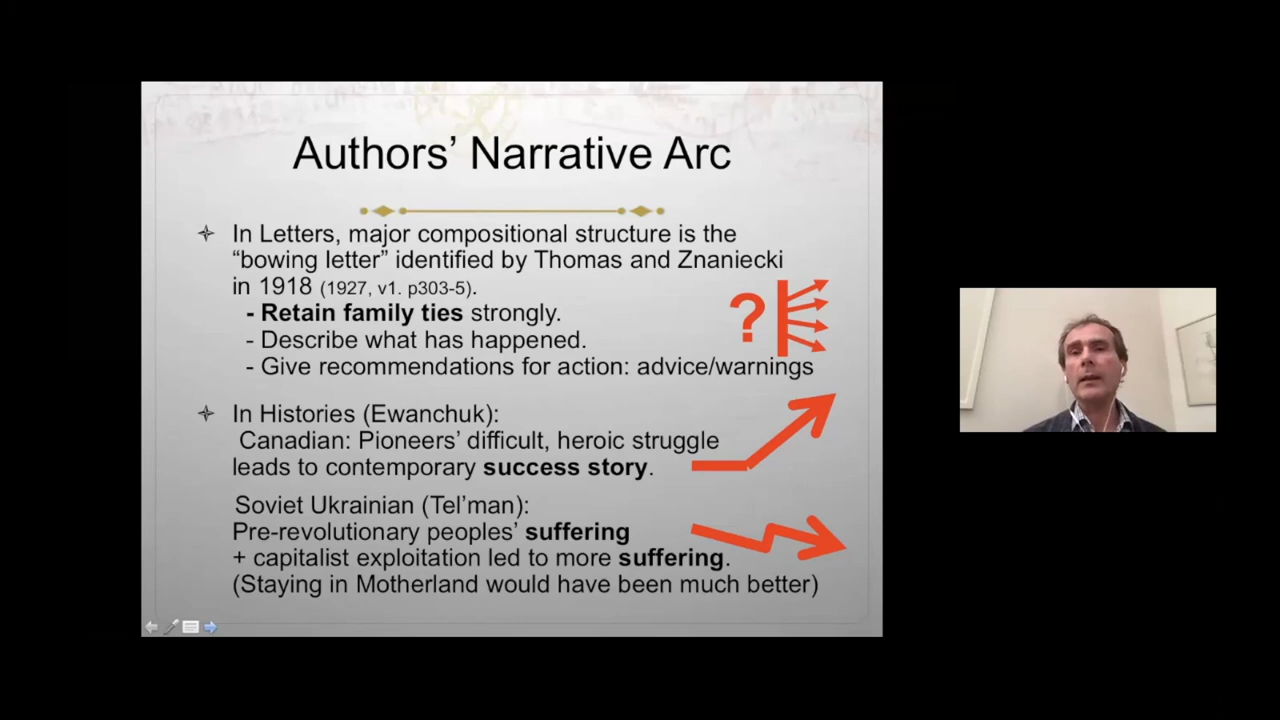 Authors’ Narrative Arc
In Letters, major compositional structure is the
“bowing letter” identified by Thomas and Znaniecki
in 1918 (1927, v1. p303-5).
- Retain family ties strongly.
- Describe what has happened.
- Give recommendations for action: advice/warnings
?
In Histories (Ewanchuk):
Canadian: Pioneers’ difficult, heroic struggle
leads to contemporary success story.
Soviet Ukrainian (Tel’man):
Pre-revolutionary peoples’ suffering
+ capitalist exploitation led to more suffering.
(Staying in Motherland would have been much better)